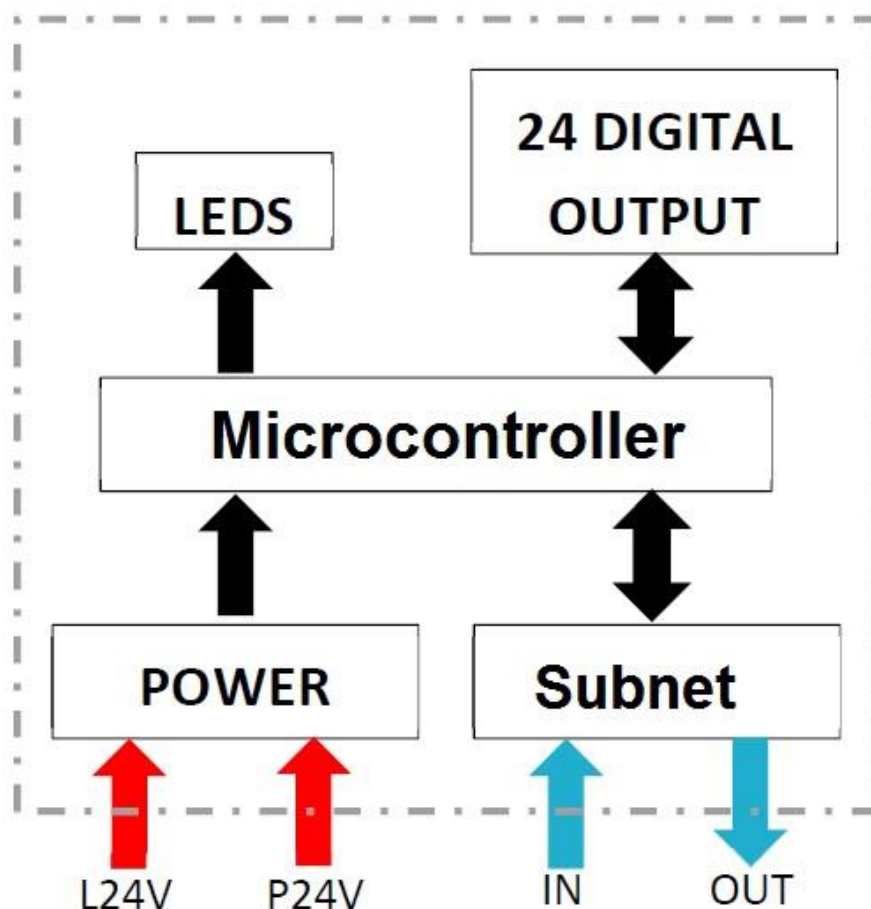 24 DIGITAL
OUTPUT
LEDS
Microcontroller
POWER
Subnet
L24V
P24V
IN
OUT